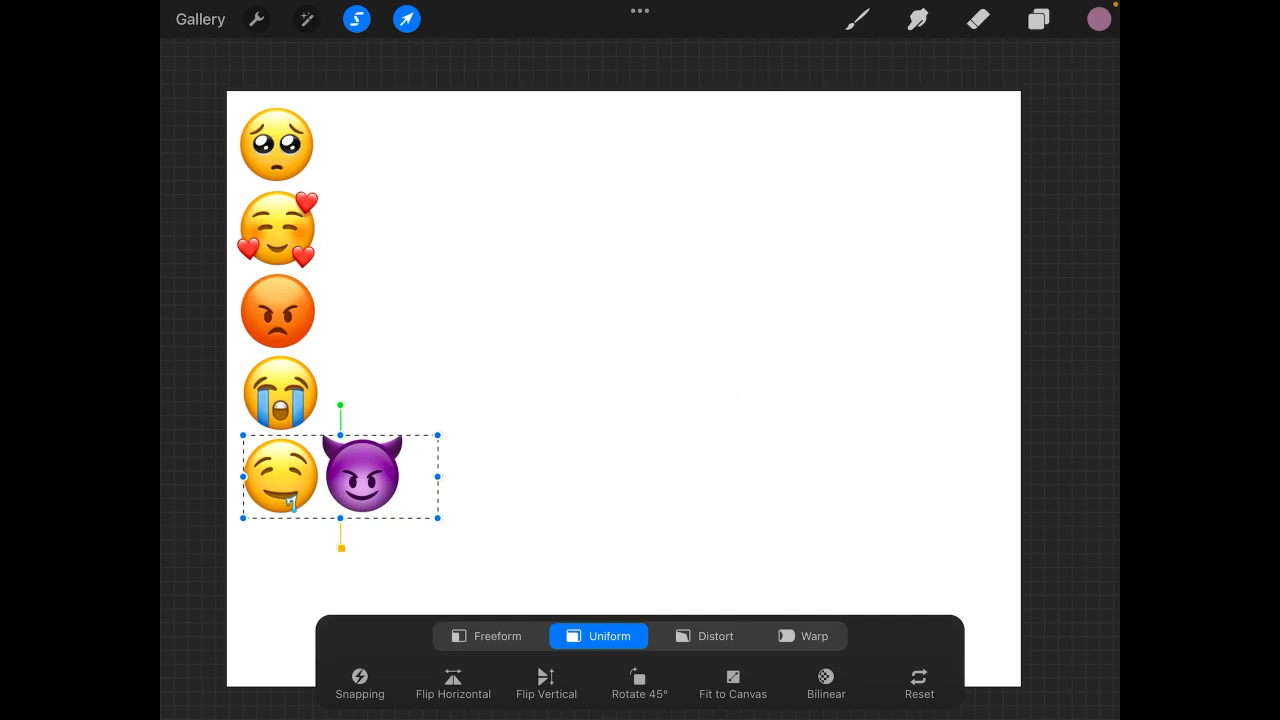 Gallery
Freeform Uniform Distort Warp
Snapping Flip Horizontal Flip Vertical Rotate 45° Fit to Canvas Bilinear Reset